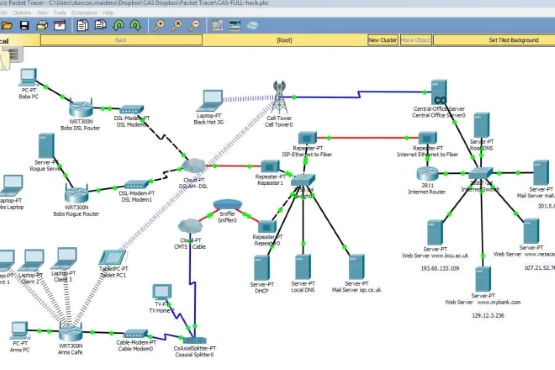 co Packet Tracer - C:\Users\duncan.maidens\Dropbox\CAS Dropbox\Packet Tracer\CAS-FULL-hack.pkt
Edit Options View Tools Extensions Help
Back
[Root]
New Cluster
Move Object
Set Tiled Background
PC-PT
Bobs PC
WRT300N
Bobs DSL Router
DSL-Modem-PT
DSL
Laptop-PT
Black Hat 3G
Cell-Tower
Cell Tower0
Central-Office-Server
Central Office Server0
Server-PT
Root DNS
Server-PT
Rogue Server
Repeater-PT
ISP-Ethernet to Fiber
Repeater-PT
Internet Ethernet to Fiber
Cloud-PT
DSLAM- DSL
Repeater-PT
Repeater1
2811
Internet Router
Internet Switch
Server-PT
Mail Server mail.
201.0.
Laptop-PT
Bobs Laptop
WRT300N
Bobs Rogue Router
DSL-Modem-PT
DSL Modem1
Sniffer
Sniffer0
Cloud-PT
CMTS - Cable
Repeater-PT
Repeater0
Server-PT
Web Server www.bcu.ac.uk
193.60.133.109
Server-PT
Web Server www.netaca
107.21.52.7
Laptop-PT
Client 2
Laptop-PT
Client 3
TabletPC-PT
Tablet PC1
Server-PT
DHCP
Server-PT
Local DNS
Server-PT
Mail Server isp.co.uk
Server-PT
Web Server www.mybank.com
129.12.3.236
TV-PT
TV Home
PC-PT
Arms PC
WRT300N
Arms Cafe
Cable-Modem-PT
Cable Modem0
CoAxialSplitter-PT
Coaxial Splitter0